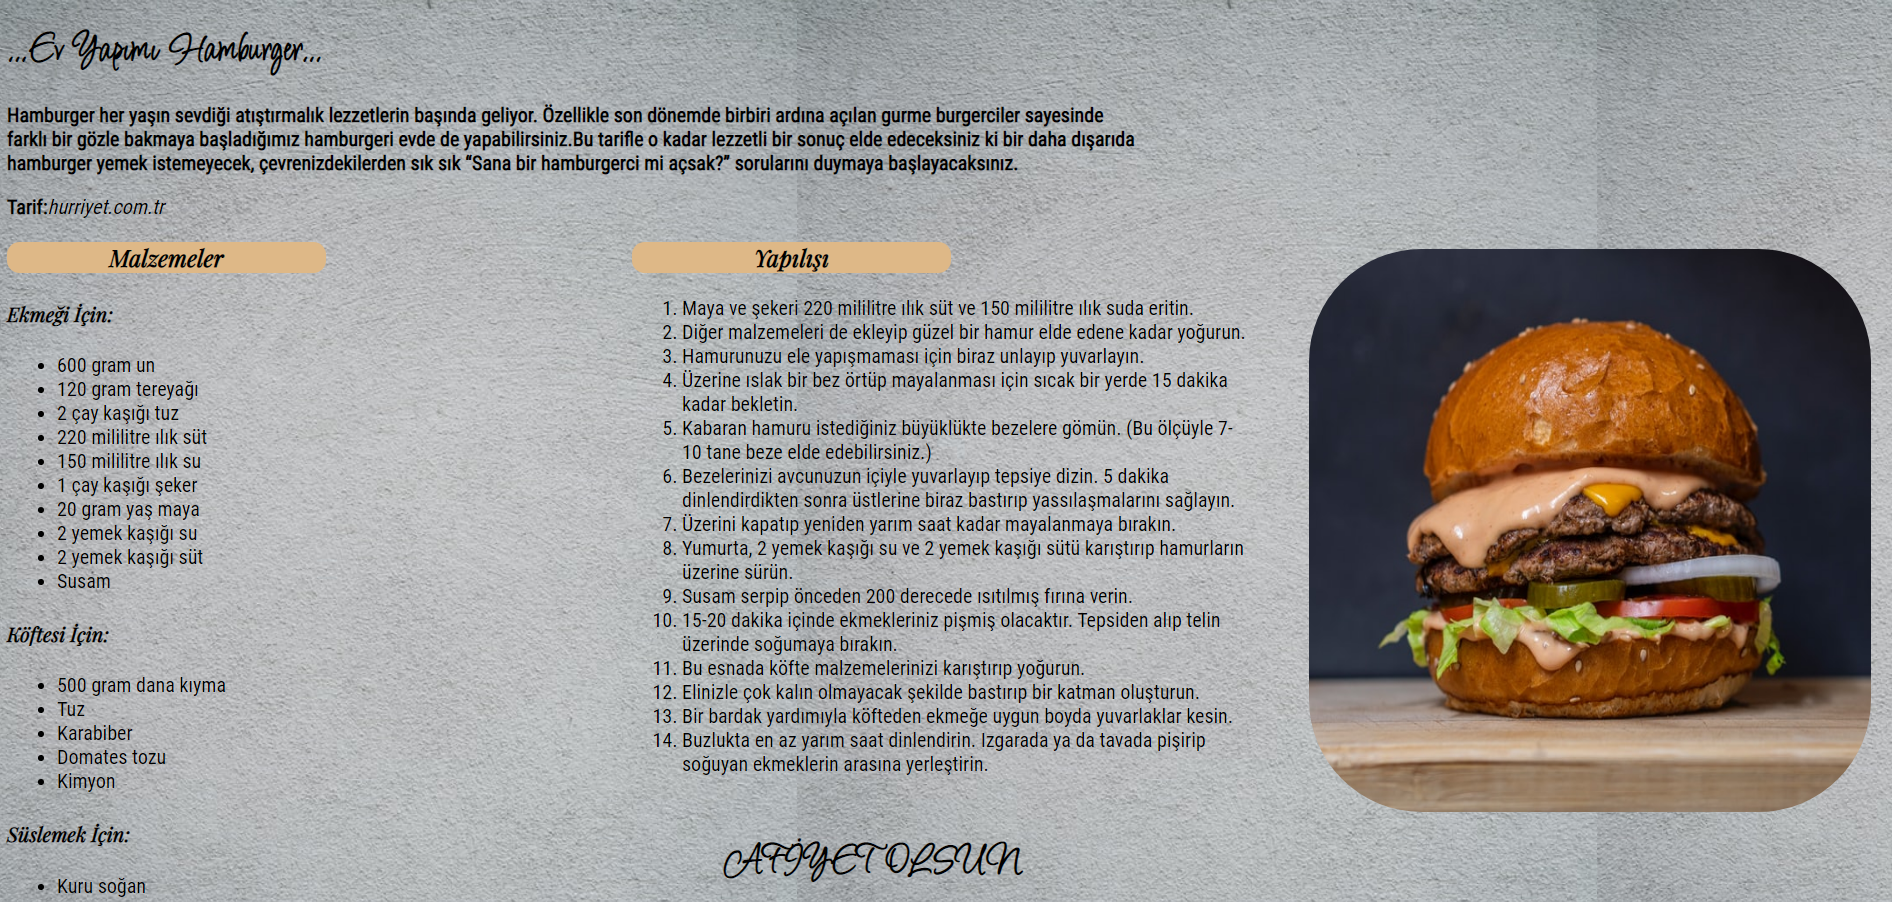 ...Ev Yapımı Hamburger...
Hamburger her yaşın sevdiği atıştırmalık lezzetlerin başında geliyor. Özellikle son dönemde birbiri ardına açılan gurme burgerciler sayesinde
farklı bir gözle bakmaya başladığımız hamburgeri evde de yapabilirsiniz.Bu tarifle o kadar lezzetli bir sonuç elde edeceksiniz ki bir daha dışarıda
hamburger yemek istemeyecek, çevrenizdekilerden sık sık “Sana bir hamburgerci mi açsak?” sorularını duymaya başlayacaksınız.
Tarif:hurriyet.com.tr
Malzemeler
Ekmeği İçin:
• 600 gram un
• 120 gram tereyağı
• 2 çay kaşığı tuz
• 220 mililitre ılık süt
• 150 mililitre ılık su
• 1 çay kaşığı şeker
• 20 gram yaş maya
• 2 yemek kaşığı su
• 2 yemek kaşığı süt
• Susam
Köftesi İçin:
• 500 gram dana kıyma
• Tuz
• Karabiber
• Domates tozu
• Kimyon
Süslemek İçin:
• Kuru soğan
Yapılışı
1. Maya ve şekeri 220 mililitre ılık süt ve 150 mililitre ılık suda eritin.
2. Diğer malzemeleri de ekleyip güzel bir hamur elde edene kadar yoğurun.
3. Hamurunuzu ele yapışmaması için biraz unlayıp yuvarlayın.
4. Üzerine ıslak bir bez örtüp mayalanması için sıcak bir yerde 15 dakika
kadar bekletin.
5. Kabaran hamuru istediğiniz büyüklükte bezelere gömün. (Bu ölçüyle 7-
10 tane beze elde edebilirsiniz.)
6. Bezelerinizi avcunuzun içiyle yuvarlayıp tepsiye dizin. 5 dakika
dinlendirdikten sonra üstlerine biraz bastırıp yassılaşmalarını sağlayın.
7. Üzerini kapatıp yeniden yarım saat kadar mayalanmaya bırakın.
8. Yumurta, 2 yemek kaşığı su ve 2 yemek kaşığı sütü karıştırıp hamurların
üzerine sürün.
9. Susam serpip önceden 200 derecede ısıtılmış fırına verin.
10. 15-20 dakika içinde ekmekleriniz pişmiş olacaktır. Tepsiden alıp telin
üzerinde soğumaya bırakın.
11. Bu esnada köfte malzemelerinizi karıştırıp yoğurun.
12. Elinizle çok kalın olmayacak şekilde bastırıp bir katman oluşturun.
13. Bir bardak yardımıyla köfteden ekmeğe uygun boyda yuvarlaklar kesin.
14. Buzlukta en az yarım saat dinlendirin. Izgarada ya da tavada pişirip
soğuyan ekmeklerin arasına yerleştirin.
AFİYET OLSUN